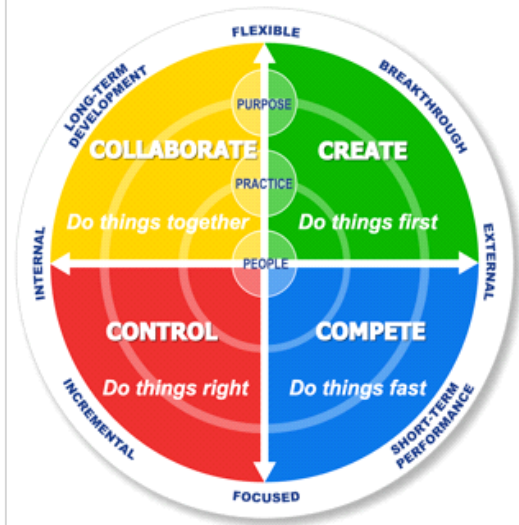 FLEXIBLE
LONG-TERM
DEVELOPMENT
BREAKTHROUGH
PURPOSE
COLLABORATE
CREATE
PRACTICE
Do things together
Do things first
INTERNAL
PEOPLE
EXTERNAL
CONTROL
COMPETE
Do things right
Do things fast
INCREMENTAL
SHORT-TERM
PERFORMANCE
FOCUSED